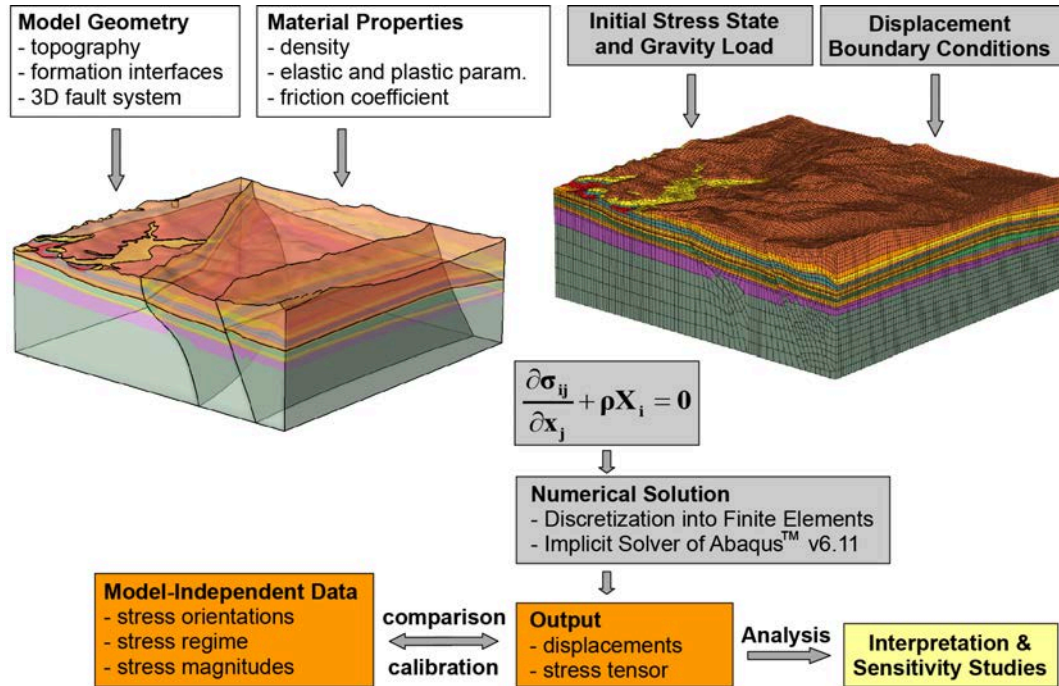 Model Geometry
- topography
- formation interfaces
- 3D fault system
Material Properties
- density
- elastic and plastic param.
- friction coefficient
Initial Stress State
and Gravity Load
Displacement
Boundary Conditions
∂σij/∂xj + ρXi = 0
Numerical Solution
- Discretization into Finite Elements
- Implicit Solver of Abaqus™ v6.11
Model-Independent Data
- stress orientations
- stress regime
- stress magnitudes
comparison
calibration
Output
- displacements
- stress tensor
Analysis
Interpretation &
Sensitivity Studies